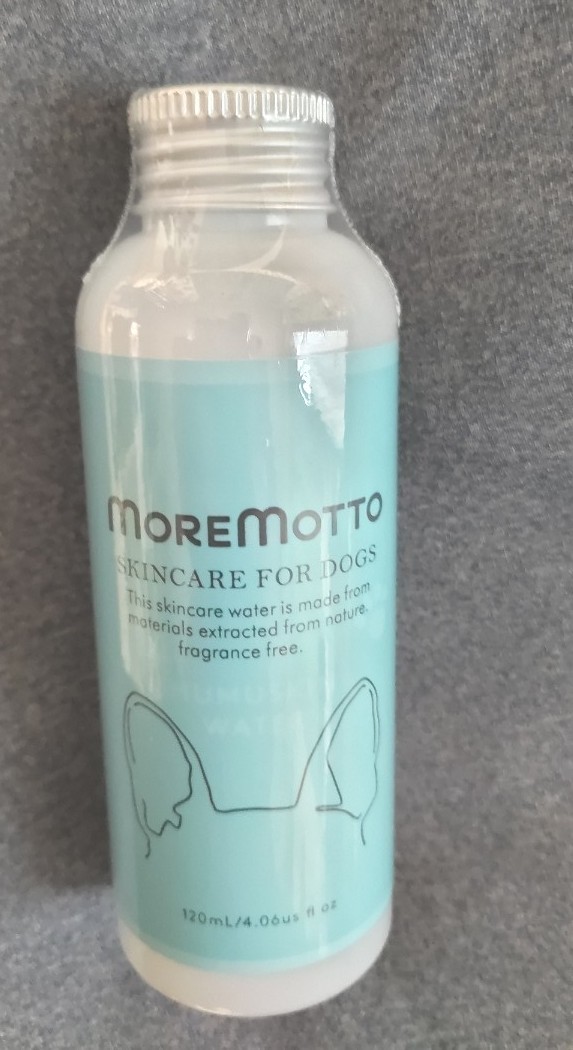 MOREMOTTO
SKINCARE FOR DOGS
This skincare water is made from
materials extracted from nature.
fragrance free.
WATER
120mL/4.06us fl oz